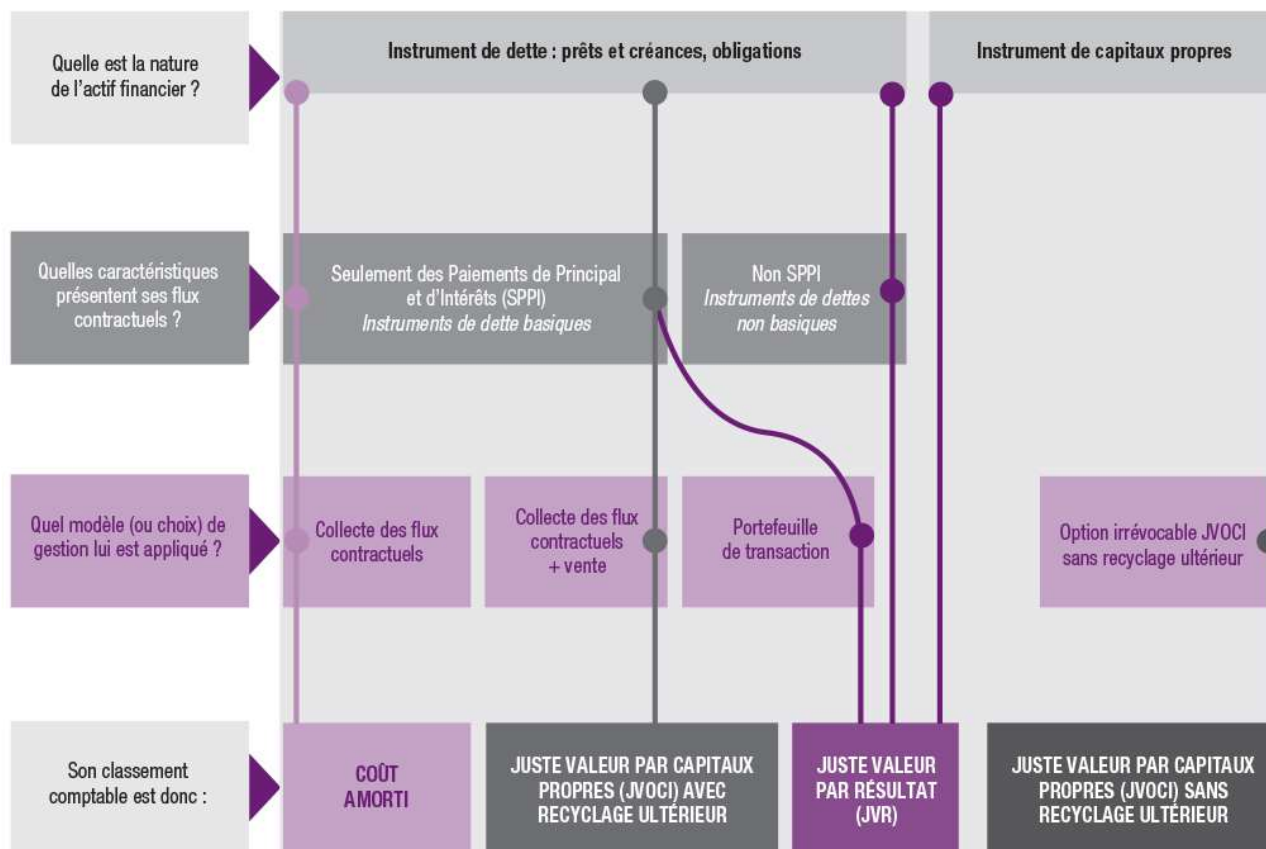 Quelle est la nature
de l'actif financier ?
Instrument de dette : prêts et créances, obligations
Instrument de capitaux propres
Quelles caractéristiques
présentent ses flux
contractuels ?
Seulement des Paiements de Principal
et d'Intérêts (SPPI)
Instruments de dette basiques
Non SPPI
Instruments de dettes
non basiques
Quel modèle (ou choix) de
gestion lui est appliqué ?
Collecte des flux
contractuels
Collecte des flux
contractuels
+ vente
Portefeuille
de transaction
Option irrévocable JVOCI
sans recyclage ultérieur
Son classement
comptable est donc :
COÛT
AMORTI
JUSTE VALEUR PAR CAPITAUX
PROPRES (JVOCI) AVEC
RECYCLAGE ULTÉRIEUR
JUSTE VALEUR
PAR RÉSULTAT
(JVR)
JUSTE VALEUR PAR CAPITAUX
PROPRES (JVOCI) SANS
RECYCLAGE ULTÉRIEUR